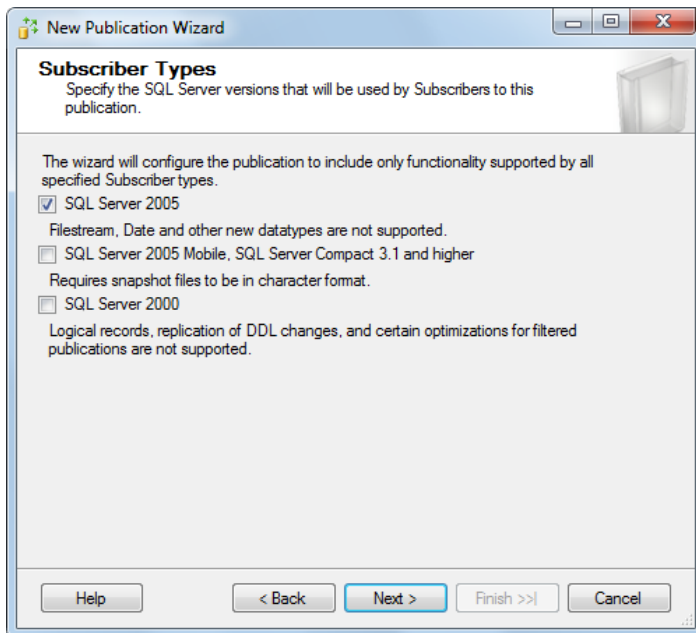 New Publication Wizard
Subscriber Types
Specify the SQL Server versions that will be used by Subscribers to this
publication.
The wizard will configure the publication to include only functionality supported by all
specified Subscriber types.
SQL Server 2005
Filestream, Date and other new datatypes are not supported.
SQL Server 2005 Mobile, SQL Server Compact 3.1 and higher
Requires snapshot files to be in character format.
SQL Server 2000
Logical records, replication of DDL changes, and certain optimizations for filtered
publications are not supported.
Help
< Back
Next >
Finish >>|
Cancel